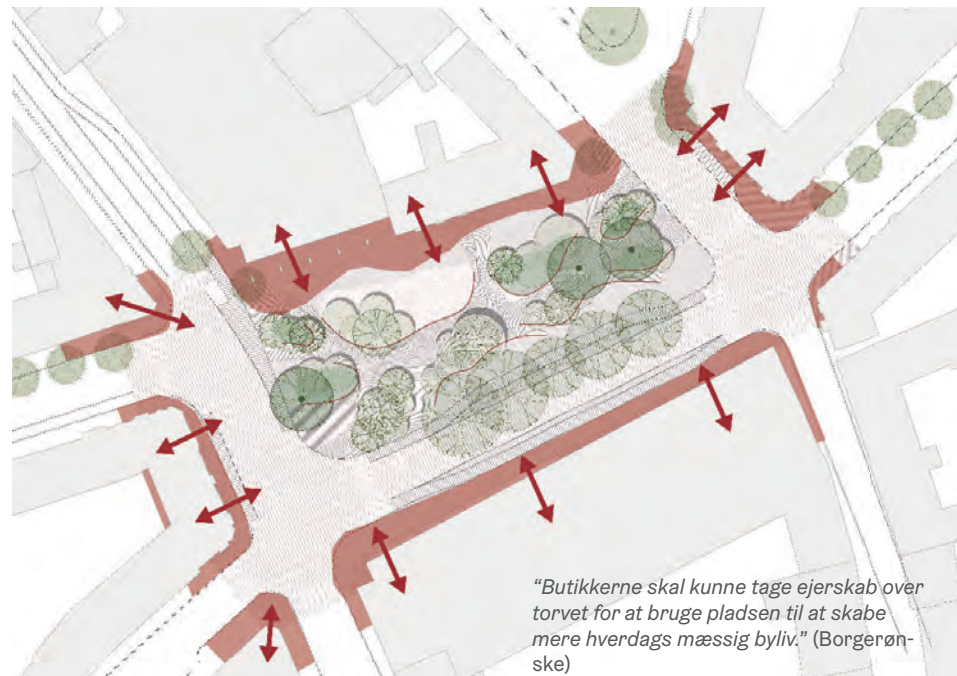 “Butikkerne skal kunne tage ejerskab over
torvet for at bruge pladsen til at skabe
mere hverdags mæssig byliv.” (Borgerøn-
ske)